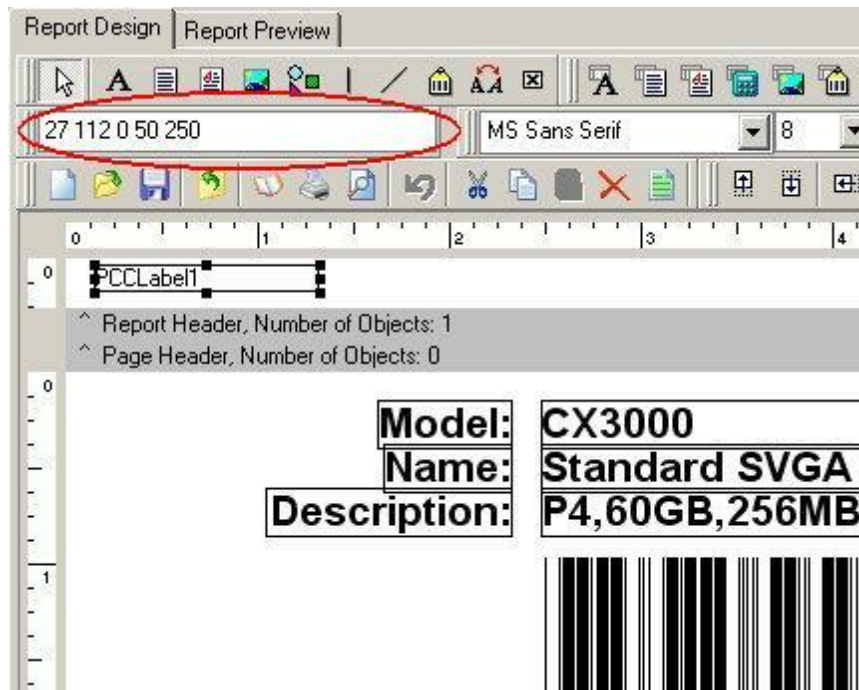 Report Design Report Preview
27 112 0 50 250 MS Sans Serif 8
0 1 2 3 4
0 PCCLabel1
^ Report Header, Number of Objects: 1
^ Page Header, Number of Objects: 0
0
Model: CX3000
Name: Standard SVGA
Description: P4,60GB,256MB
1